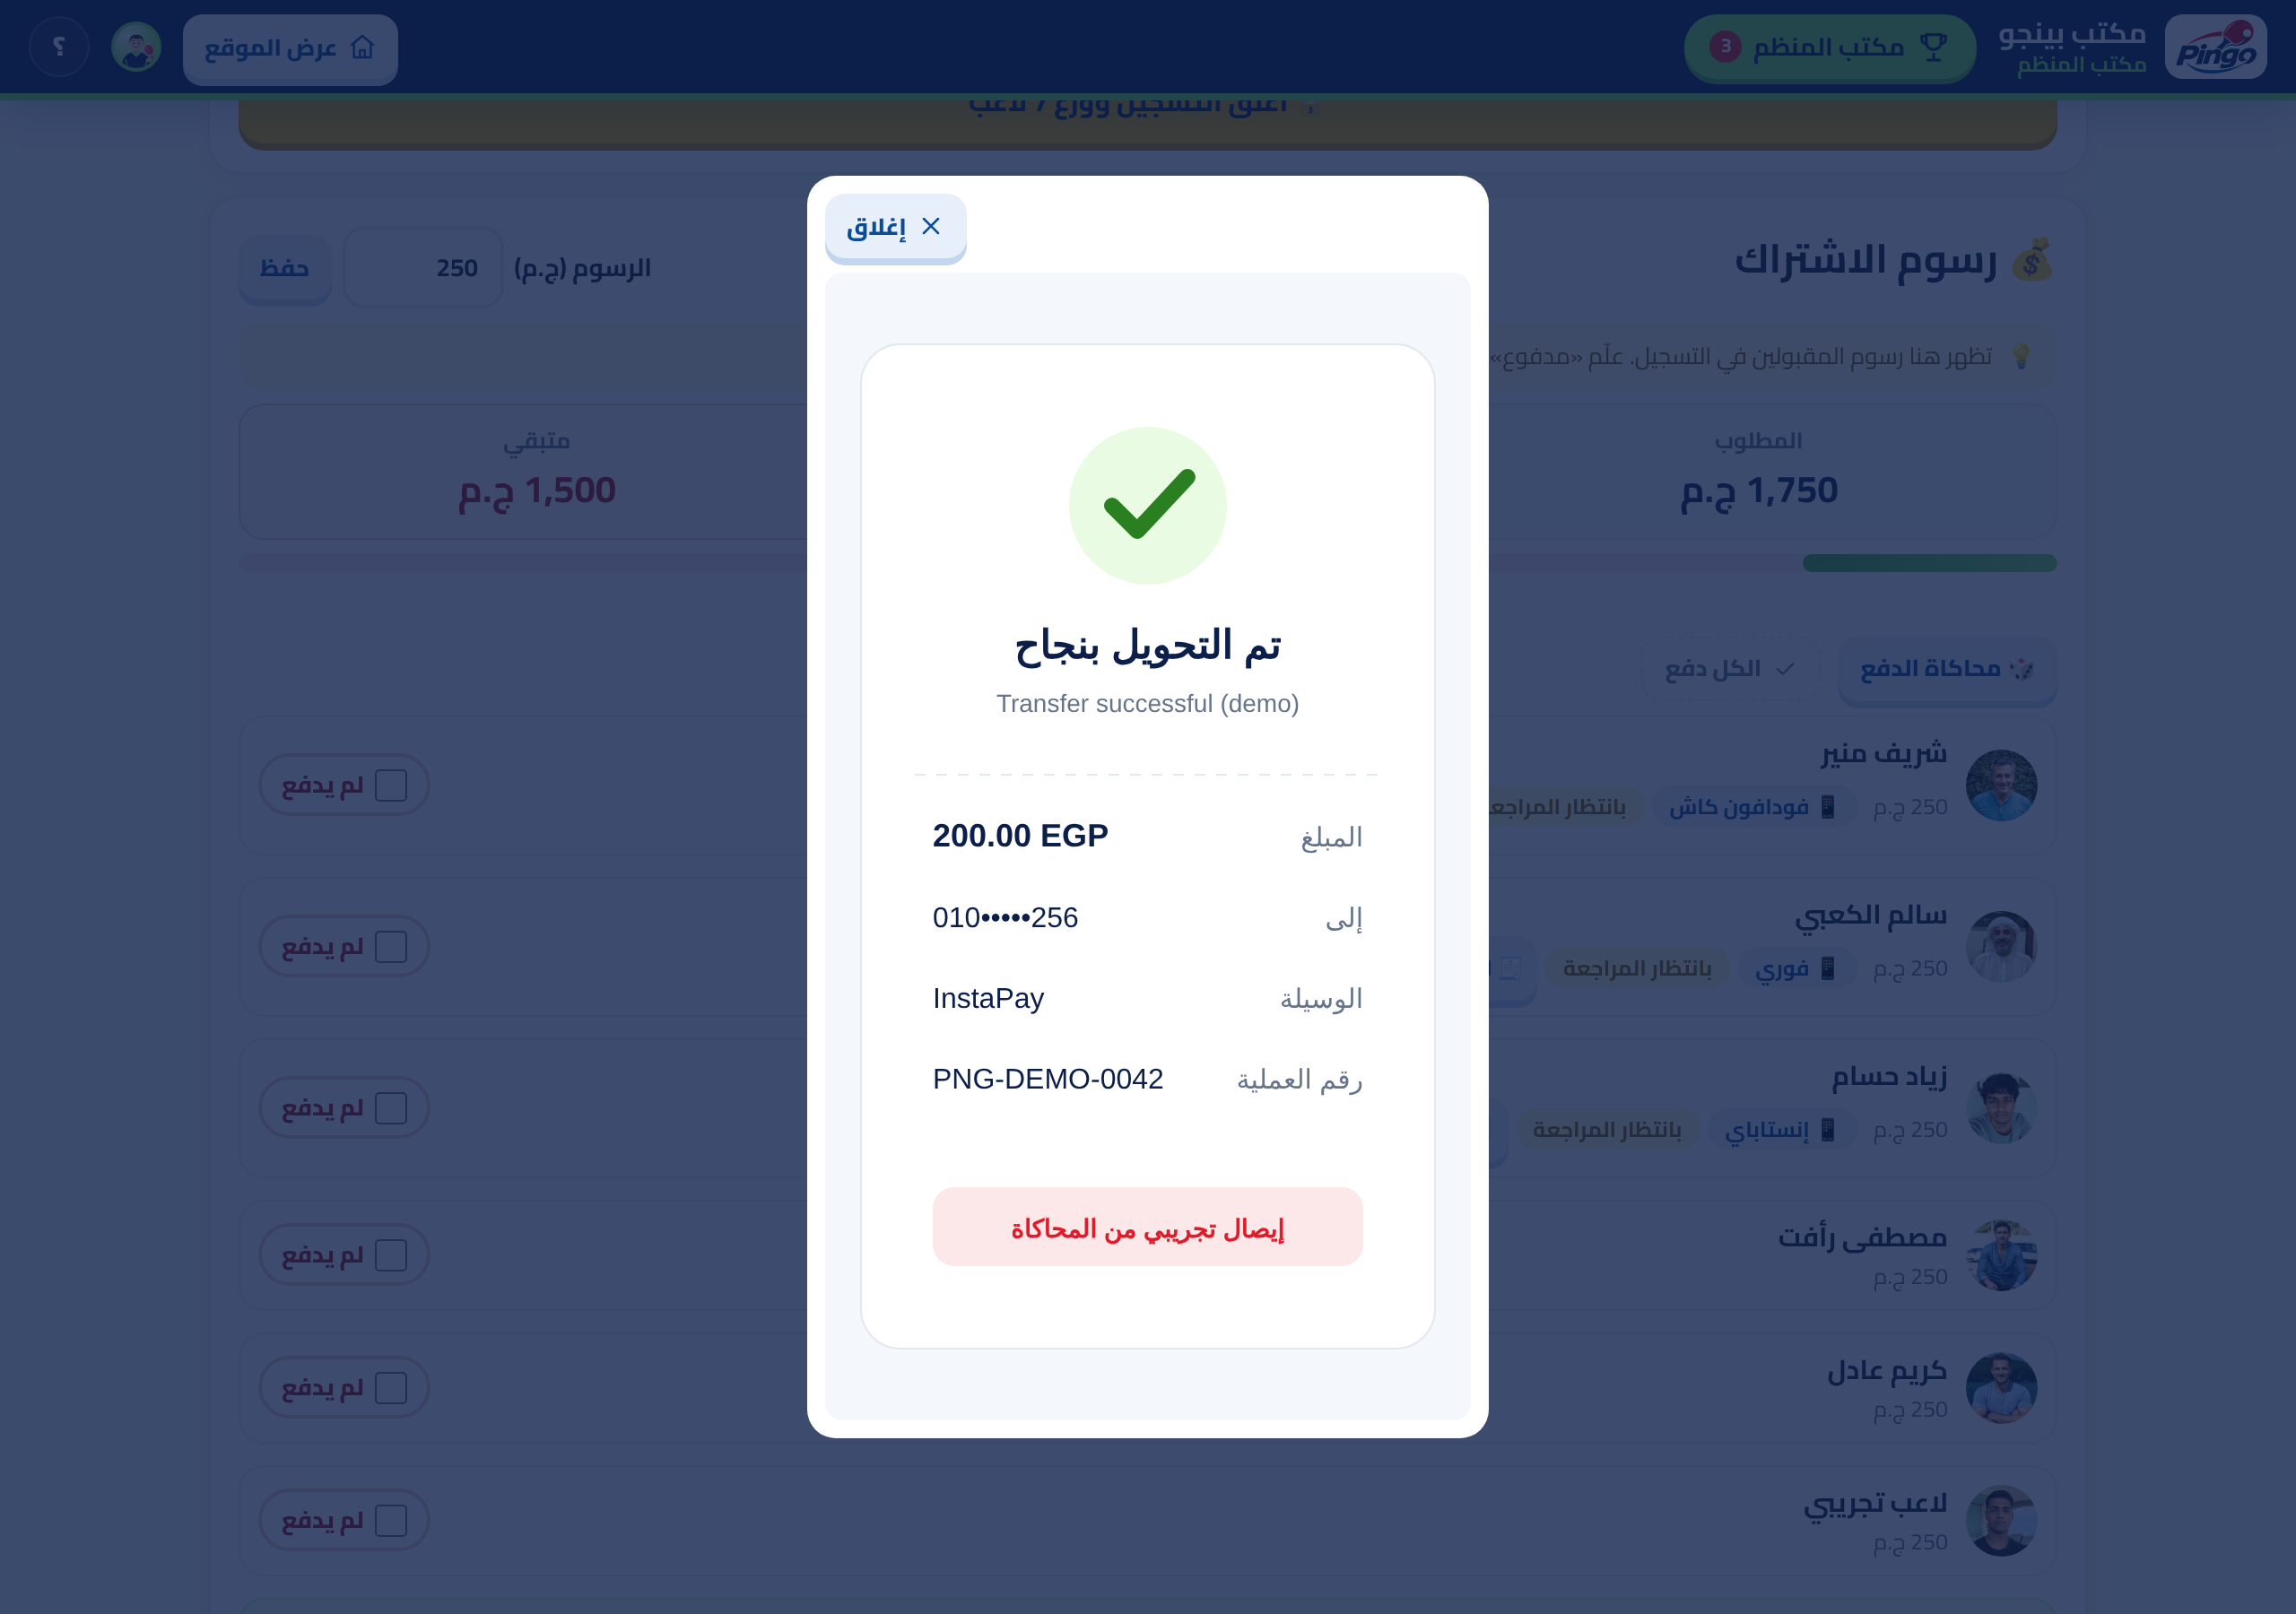 Pingo
مكتب بينجو
مكتب المنظم
مكتب المنظم 3
عرض الموقع
؟
أغلق التسجيل ووزع 7 لاعب
💰 رسوم الاشتراك
الرسوم (ج.م) 250 حفظ
💡 تظهر هنا رسوم المقبولين في التسجيل. علّم «مدفوع»
المطلوب
1,750 ج.م
متبقي
1,500 ج.م
🎲 محاكاة الدفع
الكل دفع
شريف منير
250 ج.م فودافون كاش بانتظار المراجعة
لم يدفع
سالم الكعبي
250 ج.م فوري بانتظار المراجعة
لم يدفع
زياد حسام
250 ج.م إنستاباي بانتظار المراجعة
لم يدفع
مصطفى رأفت
250 ج.م
لم يدفع
كريم عادل
250 ج.م
لم يدفع
لاعب تجريبي
250 ج.م
لم يدفع
إغلاق
تم التحويل بنجاح
Transfer successful (demo)
المبلغ 200.00 EGP
إلى 010•••••256
الوسيلة InstaPay
رقم العملية PNG-DEMO-0042
إيصال تجريبي من المحاكاة